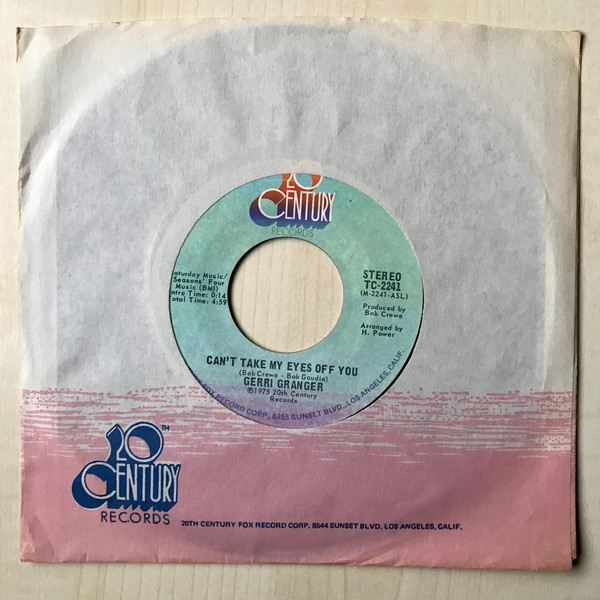 20
CENTURY
RECORDS
aturday Music/
Seasons' Four
Music (BMI)
ntro Time: 0:14
Total Time: 4:59
STEREO
TC-2241
(M-2241-ASL)
Produced by
Bob Crewe
Arranged by
H. Power
CAN'T TAKE MY EYES OFF YOU
(Bob Crewe - Bob Gaudio)
GERRI GRANGER
℗1975 20th Century
Records
FOX RECORD CORP., 8255 SUNSET BLVD., LOS ANGELES, CALIF.
20TH
CENTURY
RECORDS
20TH CENTURY FOX RECORD CORP. 8544 SUNSET BLVD. LOS ANGELES, CALIF.